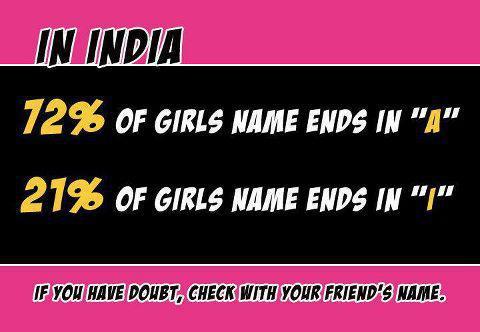 IN INDIA
72% OF GIRLS NAME ENDS IN "A"
21% OF GIRLS NAME ENDS IN "I"
IF YOU HAVE DOUBT, CHECK WITH YOUR FRIEND'S NAME.